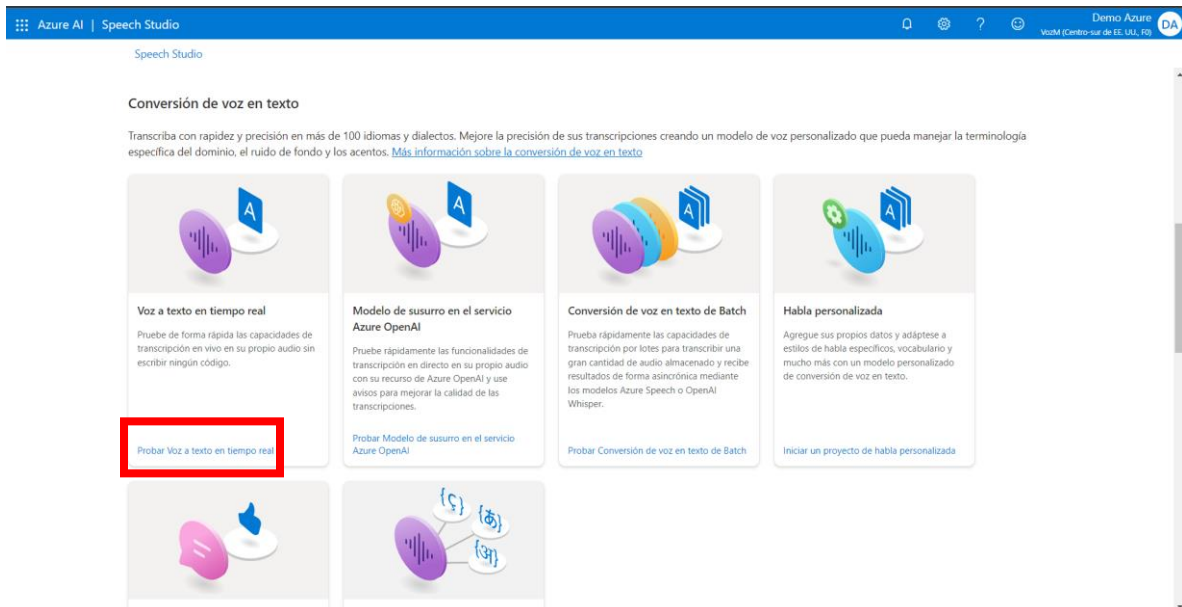 Azure AI | Speech Studio
?
Demo Azure
VozM (Centro-sur de EE. UU., F0)
DA
Speech Studio
Conversión de voz en texto
Transcriba con rapidez y precisión en más de 100 idiomas y dialectos. Mejore la precisión de sus transcripciones creando un modelo de voz personalizado que pueda manejar la terminología
específica del dominio, el ruido de fondo y los acentos. Más información sobre la conversión de voz en texto
A
Voz a texto en tiempo real
Pruebe de forma rápida las capacidades de
transcripción en vivo en su propio audio sin
escribir ningún código.
Probar Voz a texto en tiempo real
A
Modelo de susurro en el servicio
Azure OpenAI
Pruebe rápidamente las funcionalidades de
transcripción en directo en su propio audio
con su recurso de Azure OpenAI y use
avisos para mejorar la calidad de las
transcripciones.
Probar Modelo de susurro en el servicio
Azure OpenAI
A
Conversión de voz en texto de Batch
Prueba rápidamente las capacidades de
transcripción por lotes para transcribir una
gran cantidad de audio almacenado y recibe
resultados de forma asincrónica mediante
los modelos Azure Speech o OpenAI
Whisper.
Probar Conversión de voz en texto de Batch
A
Habla personalizada
Agregue sus propios datos y adáptese a
estilos de habla específicos, vocabulario y
mucho más con un modelo personalizado
de conversión de voz en texto.
Iniciar un proyecto de habla personalizada
{ç}
{あ}
{अ}